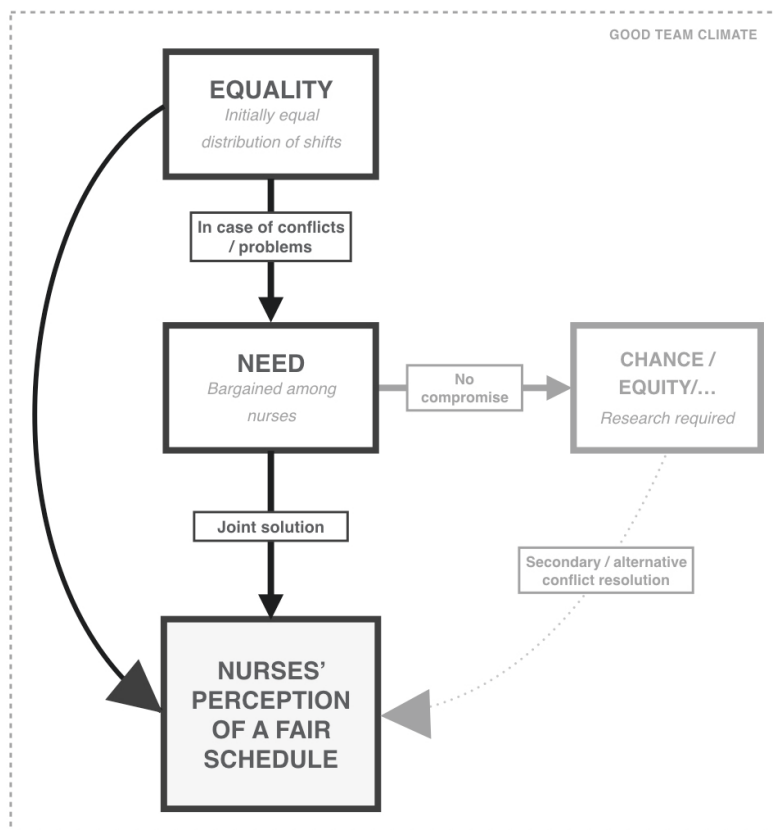 GOOD TEAM CLIMATE
EQUALITY
Initially equal
distribution of shifts
In case of conflicts
/ problems
NEED
Bargained among
nurses
No
compromise
CHANCE /
EQUITY/...
Research required
Joint solution
Secondary / alternative
conflict resolution
NURSES’
PERCEPTION
OF A FAIR
SCHEDULE